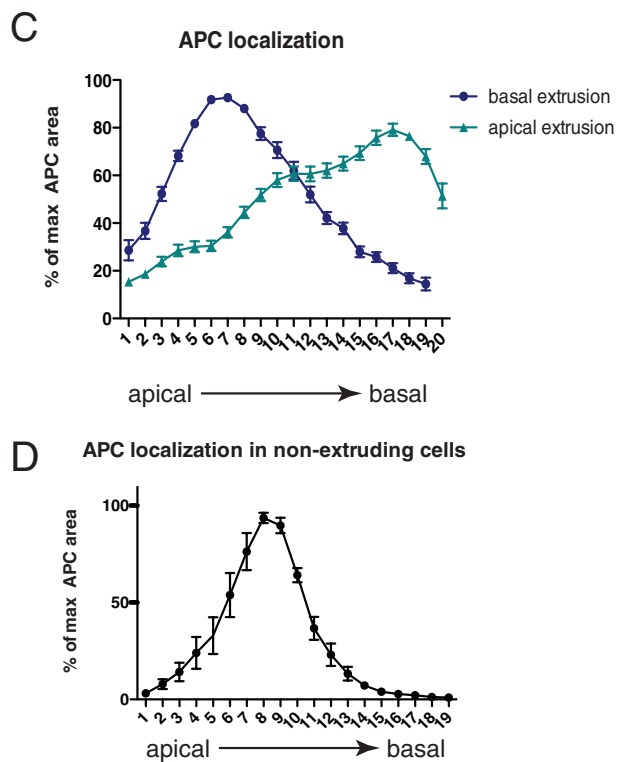 C
APC localization
% of max APC area
100
80
60
40
20
0
basal extrusion
apical extrusion
1 2 3 4 5 6 7 8 9 10 11 12 13 14 15 16 17 18 19 20
apical basal
D
APC localization in non-extruding cells
% of max APC area
100
50
0
1 2 3 4 5 6 7 8 9 10 11 12 13 14 15 16 17 18 19
apical basal